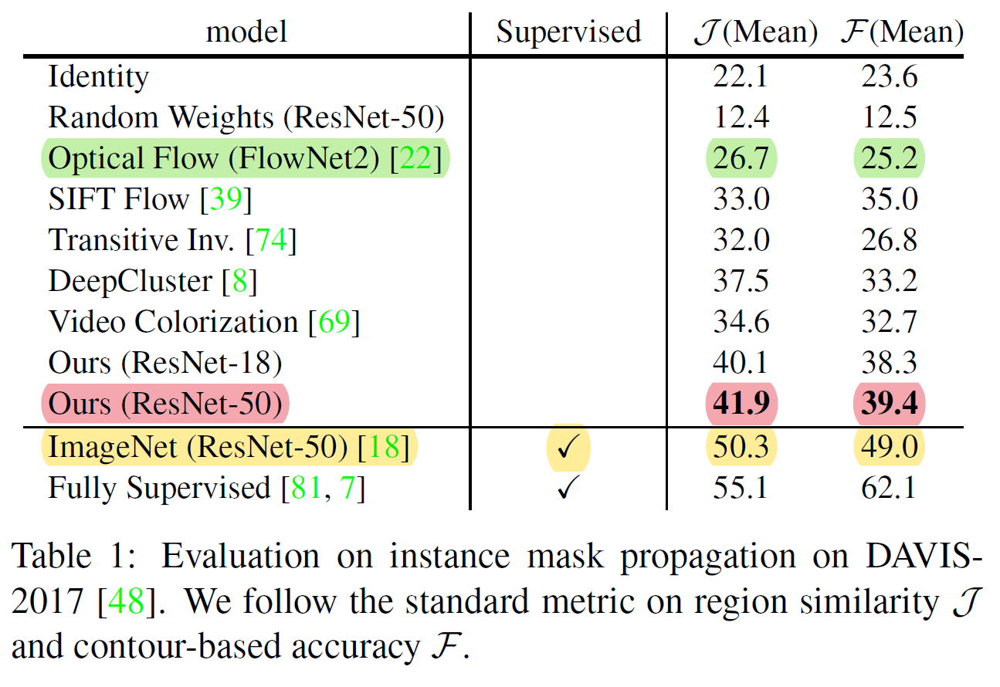 model Supervised 𝒥(Mean) ℱ(Mean)
Identity 22.1 23.6
Random Weights (ResNet-50) 12.4 12.5
Optical Flow (FlowNet2) [22] 26.7 25.2
SIFT Flow [39] 33.0 35.0
Transitive Inv. [74] 32.0 26.8
DeepCluster [8] 37.5 33.2
Video Colorization [69] 34.6 32.7
Ours (ResNet-18) 40.1 38.3
Ours (ResNet-50) 41.9 39.4
ImageNet (ResNet-50) [18] ✓ 50.3 49.0
Fully Supervised [81, 7] ✓ 55.1 62.1
Table 1: Evaluation on instance mask propagation on DAVIS-
2017 [48]. We follow the standard metric on region similarity 𝒥
and contour-based accuracy ℱ.